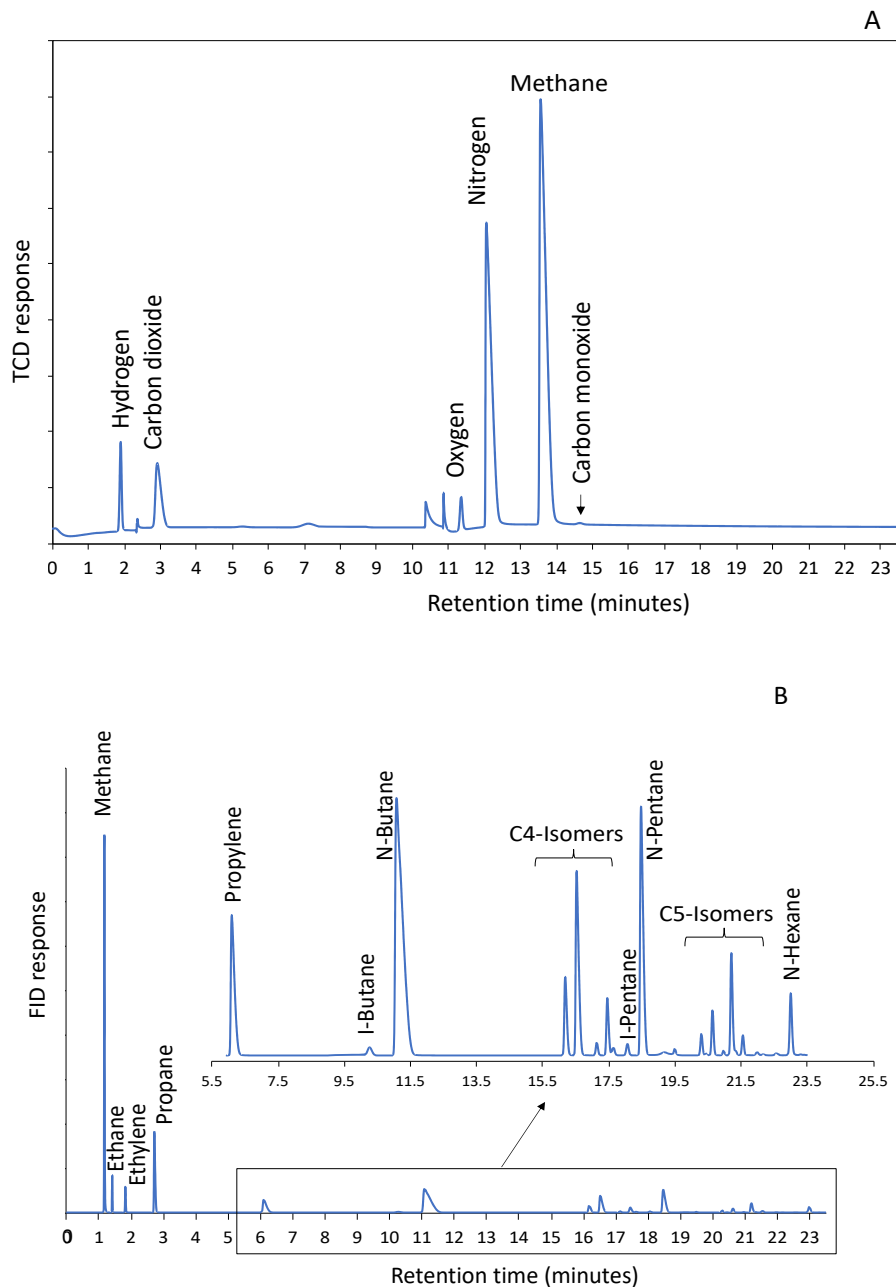 A
Methane
Nitrogen
Hydrogen
Carbon dioxide
Oxygen
Carbon monoxide
TCD response
0 1 2 3 4 5 6 7 8 9 10 11 12 13 14 15 16 17 18 19 20 21 22 23
Retention time (minutes)
B
Methane
N-Butane
N-Pentane
C4-Isomers
Propylene
C5-Isomers
I-Butane
I-Pentane
N-Hexane
FID response
5.5 7.5 9.5 11.5 13.5 15.5 17.5 19.5 21.5 23.5 25.5
Ethane
Ethylene
Propane
0 1 2 3 4 5 6 7 8 9 10 11 12 13 14 15 16 17 18 19 20 21 22 23
Retention time (minutes)